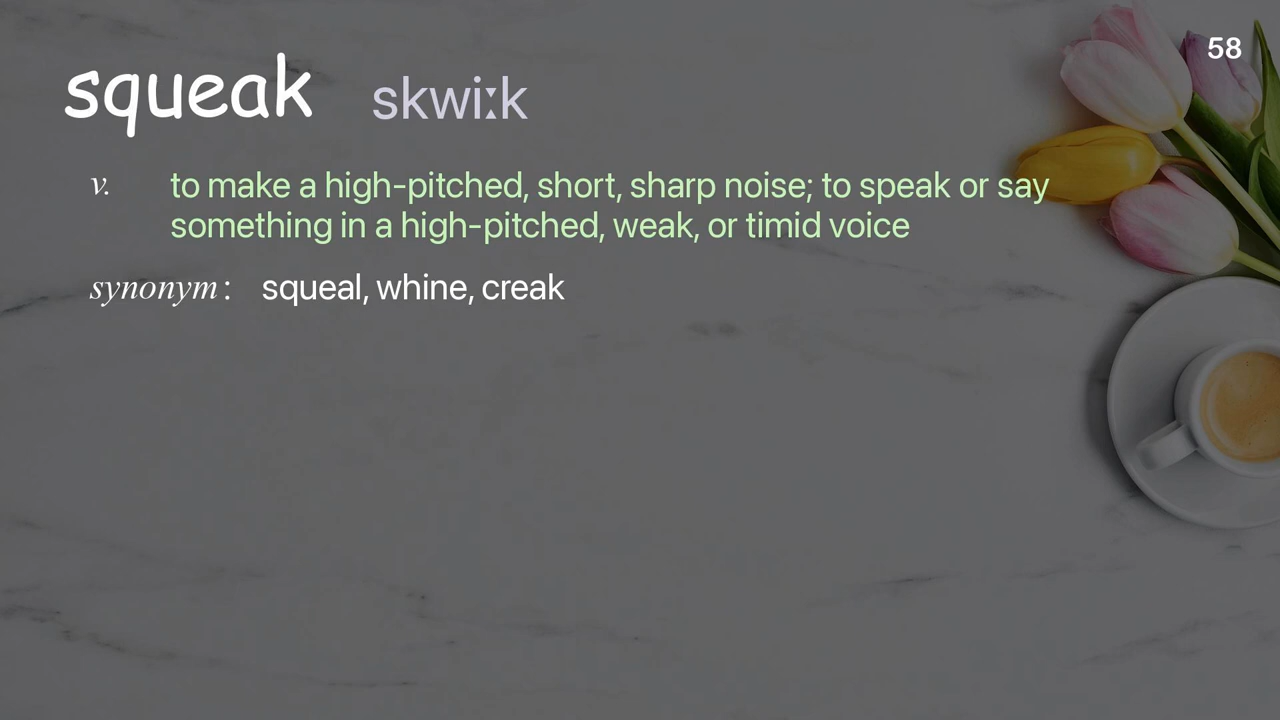 58
squeak skwiːk
v. to make a high-pitched, short, sharp noise; to speak or say
something in a high-pitched, weak, or timid voice
synonym: squeal, whine, creak